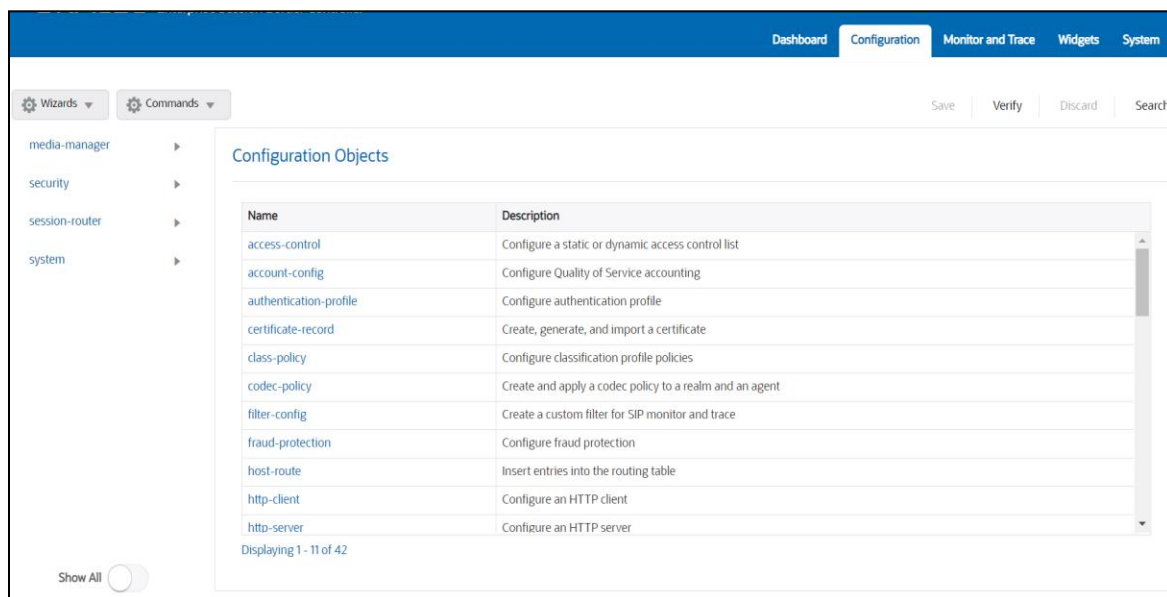 Dashboard Configuration Monitor and Trace Widgets System
Wizards Commands Save Verify Discard Search
media-manager
security
session-router
system
Show All
Configuration Objects
Name Description
access-control Configure a static or dynamic access control list
account-config Configure Quality of Service accounting
authentication-profile Configure authentication profile
certificate-record Create, generate, and import a certificate
class-policy Configure classification profile policies
codec-policy Create and apply a codec policy to a realm and an agent
filter-config Create a custom filter for SIP monitor and trace
fraud-protection Configure fraud protection
host-route Insert entries into the routing table
http-client Configure an HTTP client
http-server Configure an HTTP server
Displaying 1 - 11 of 42